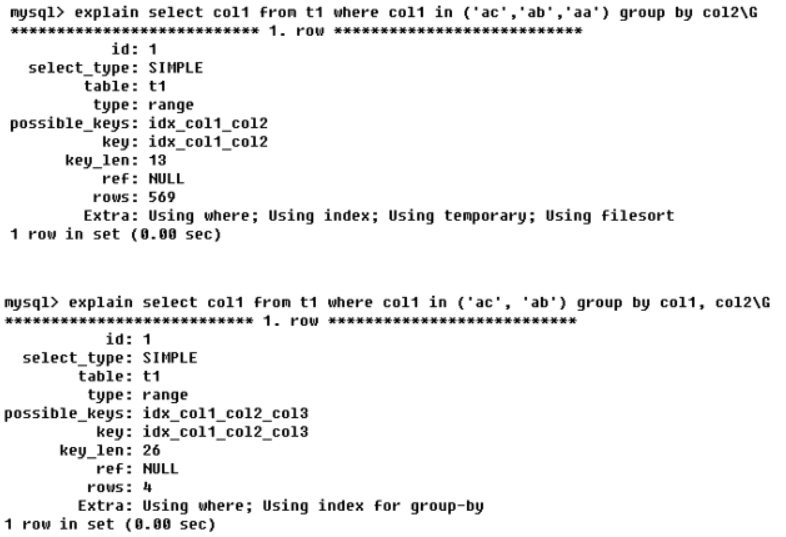 mysql> explain select col1 from t1 where col1 in ('ac','ab','aa') group by col2\G
*************************** 1. row ***************************
id: 1
select_type: SIMPLE
table: t1
type: range
possible_keys: idx_col1_col2
key: idx_col1_col2
key_len: 13
ref: NULL
rows: 569
Extra: Using where; Using index; Using temporary; Using filesort
1 row in set (0.00 sec)
mysql> explain select col1 from t1 where col1 in ('ac', 'ab') group by col1, col2\G
*************************** 1. row ***************************
id: 1
select_type: SIMPLE
table: t1
type: range
possible_keys: idx_col1_col2_col3
key: idx_col1_col2_col3
key_len: 26
ref: NULL
rows: 4
Extra: Using where; Using index for group-by
1 row in set (0.00 sec)